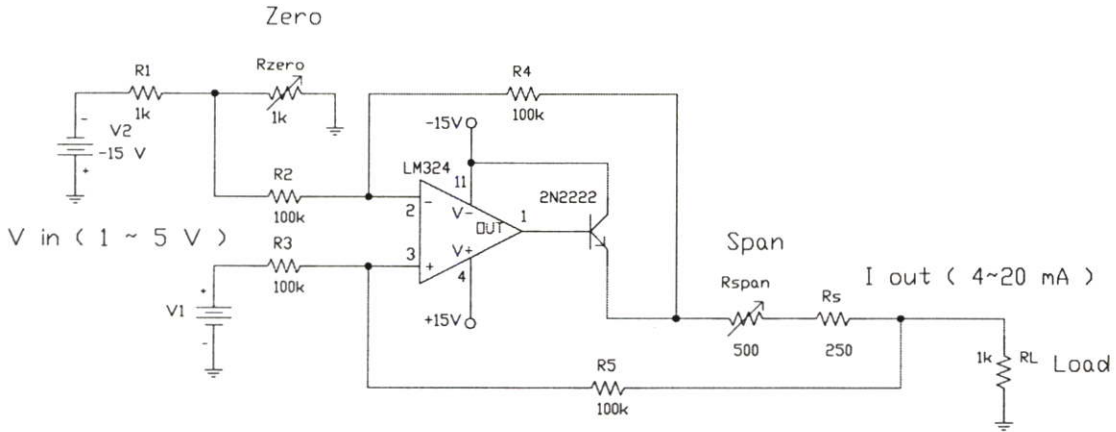 Zero
R1
1k
Rzero
1k
R4
100k
-
V2
-15 V
+
-15V
LM324
11
R2
100k
2
-
V-
OUT
1
2N2222
V in ( 1 ~ 5 V )
R3
100k
3
+
V+
4
Span
Rspan
500
Rs
250
I out ( 4~20 mA )
+
V1
-
+15V
R5
100k
1k
RL
Load